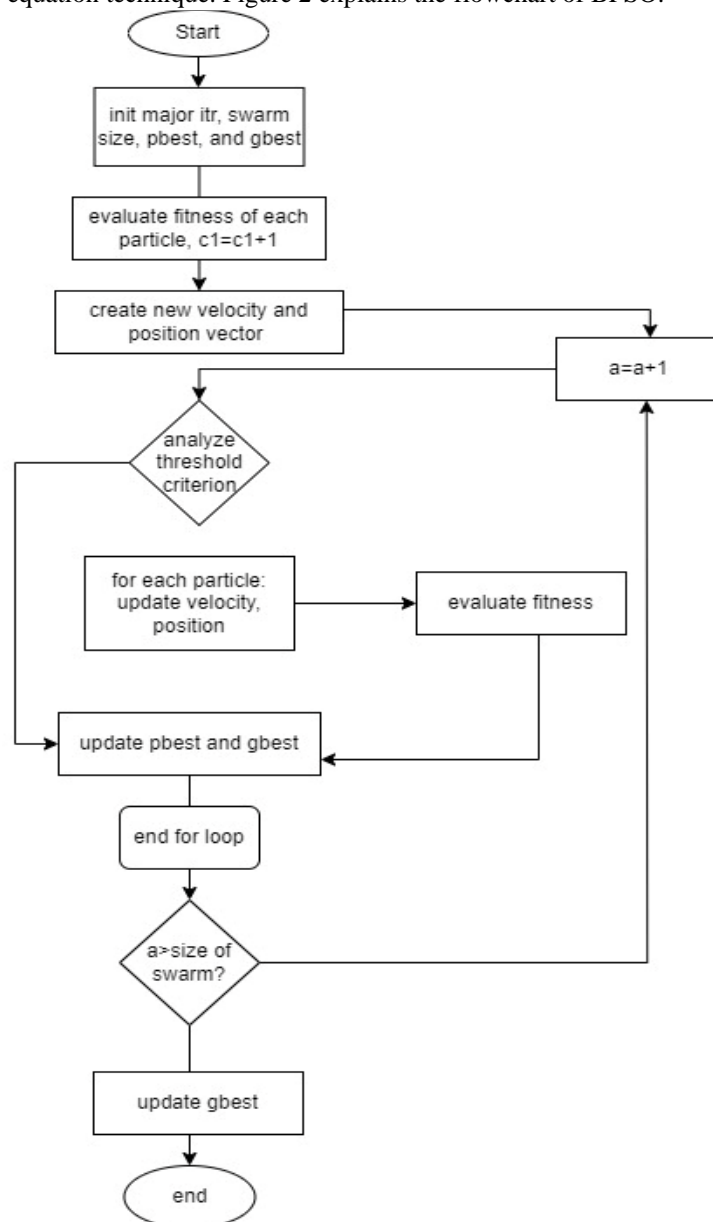 equation technique. Figure 2 explains the flowchart of BPSO.
Start
init major itr, swarm
size, pbest, and gbest
evaluate fitness of each
particle, c1=c1+1
create new velocity and
position vector
a=a+1
analyze
threshold
criterion
for each particle:
update velocity,
position
evaluate fitness
update pbest and gbest
end for loop
a>size of
swarm?
update gbest
end